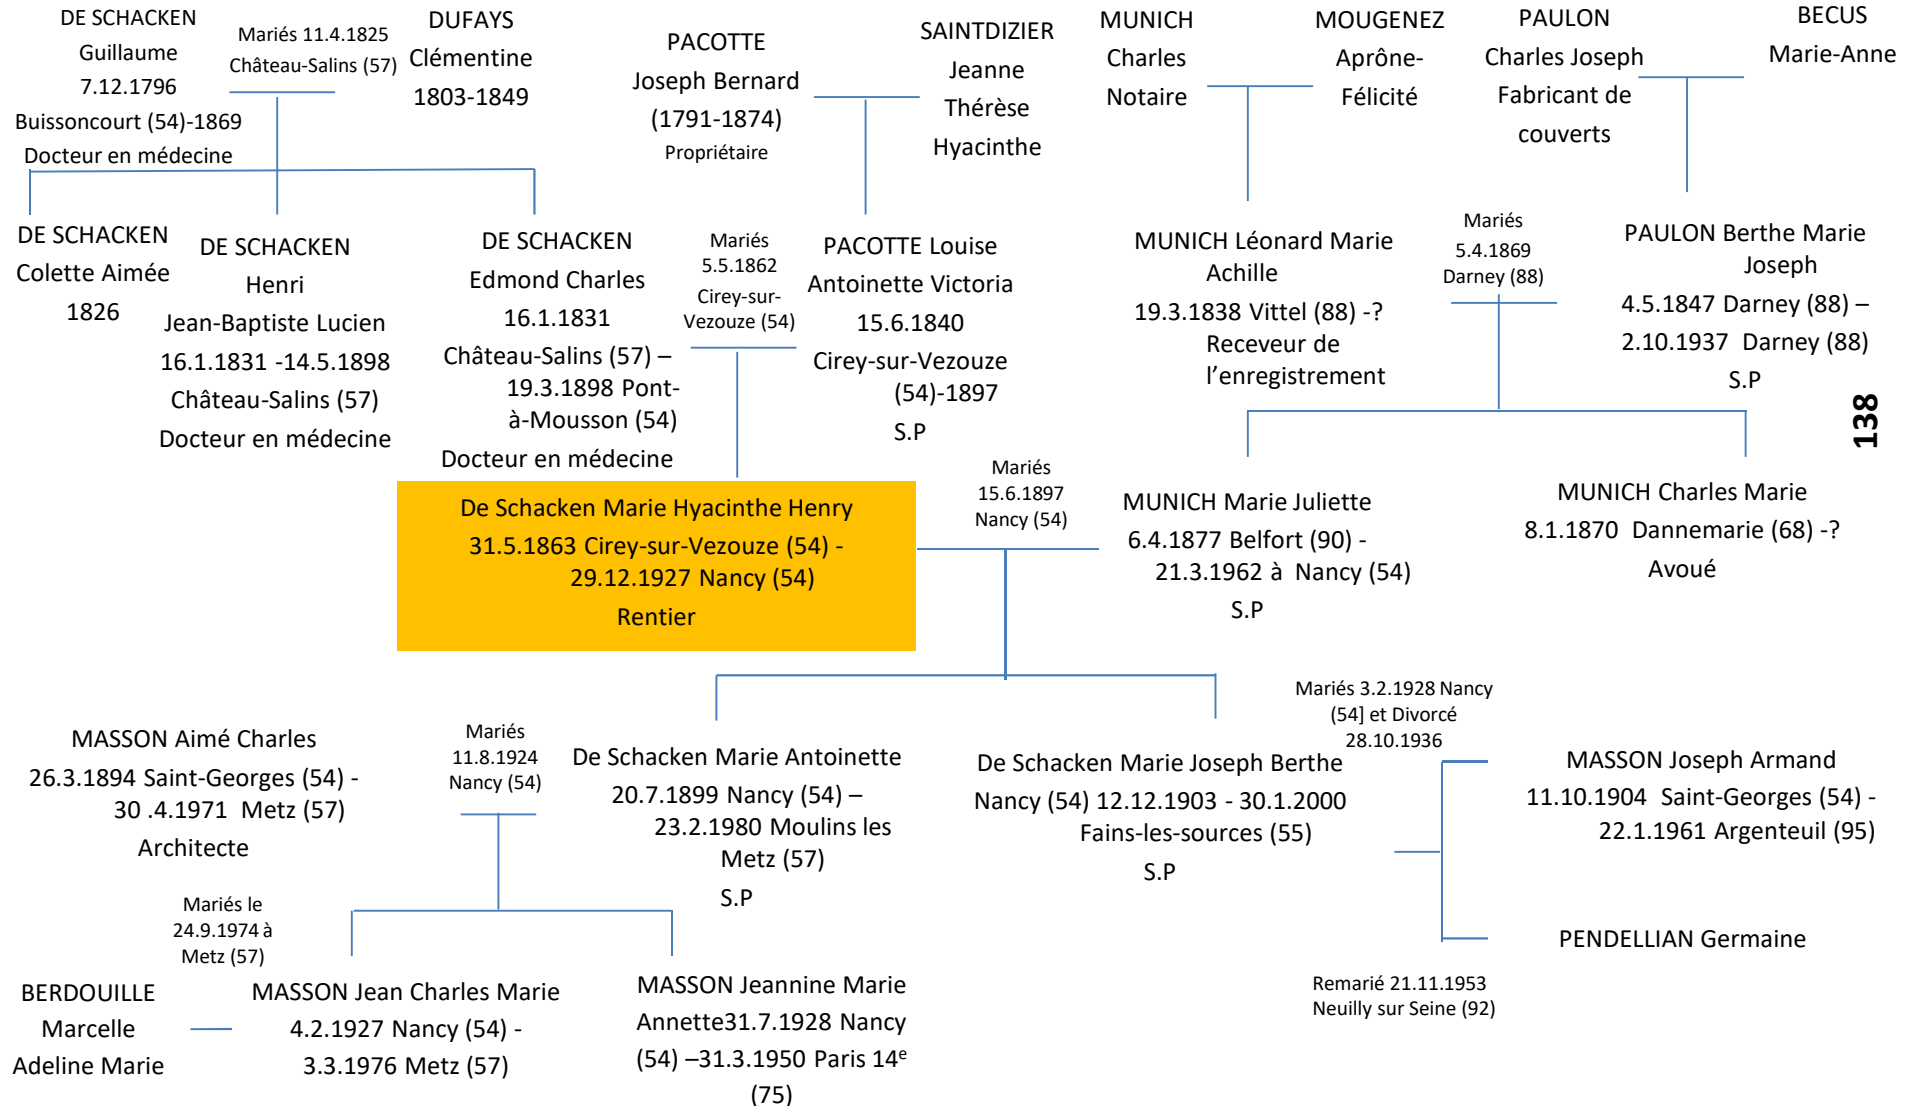 DE SCHACKEN
Guillaume
7.12.1796
Buissoncourt (54)-1869
Docteur en médecine
Mariés 11.4.1825
Château-Salins (57)
DUFAYS
Clémentine
1803-1849
PACOTTE
Joseph Bernard
(1791-1874)
Propriétaire
SAINTDIZIER
Jeanne
Thérèse
Hyacinthe
MUNICH
Charles
Notaire
MOUGENEZ
Aprône-
Félicité
PAULON
Charles Joseph
Fabricant de
couverts
BECUS
Marie-Anne
DE SCHACKEN
Colette Aimée
1826
DE SCHACKEN
Henri
Jean-Baptiste Lucien
16.1.1831 -14.5.1898
Château-Salins (57)
Docteur en médecine
DE SCHACKEN
Edmond Charles
16.1.1831
Château-Salins (57) –
19.3.1898 Pont-
à-Mousson (54)
Docteur en médecine
Mariés
5.5.1862
Cirey-sur-
Vezouze (54)
PACOTTE Louise
Antoinette Victoria
15.6.1840
Cirey-sur-Vezouze
(54)-1897
S.P
MUNICH Léonard Marie
Achille
19.3.1838 Vittel (88) -?
Receveur de
l’enregistrement
Mariés
5.4.1869
Darney (88)
PAULON Berthe Marie
Joseph
4.5.1847 Darney (88) –
2.10.1937 Darney (88)
S.P
138
De Schacken Marie Hyacinthe Henry
31.5.1863 Cirey-sur-Vezouze (54) -
29.12.1927 Nancy (54)
Rentier
Mariés
15.6.1897
Nancy (54)
MUNICH Marie Juliette
6.4.1877 Belfort (90) -
21.3.1962 à Nancy (54)
S.P
MUNICH Charles Marie
8.1.1870 Dannemarie (68) -?
Avoué
MASSON Aimé Charles
26.3.1894 Saint-Georges (54) -
30 .4.1971 Metz (57)
Architecte
Mariés
11.8.1924
Nancy (54)
De Schacken Marie Antoinette
20.7.1899 Nancy (54) –
23.2.1980 Moulins les
Metz (57)
S.P
De Schacken Marie Joseph Berthe
Nancy (54) 12.12.1903 - 30.1.2000
Fains-les-sources (55)
S.P
Mariés 3.2.1928 Nancy
(54] et Divorcé
28.10.1936
MASSON Joseph Armand
11.10.1904 Saint-Georges (54) -
22.1.1961 Argenteuil (95)
PENDELLIAN Germaine
Remarié 21.11.1953
Neuilly sur Seine (92)
Mariés le
24.9.1974 à
Metz (57)
BERDOUILLE
Marcelle
Adeline Marie
MASSON Jean Charles Marie
4.2.1927 Nancy (54) -
3.3.1976 Metz (57)
MASSON Jeannine Marie
Annette31.7.1928 Nancy
(54) –31.3.1950 Paris 14e
(75)